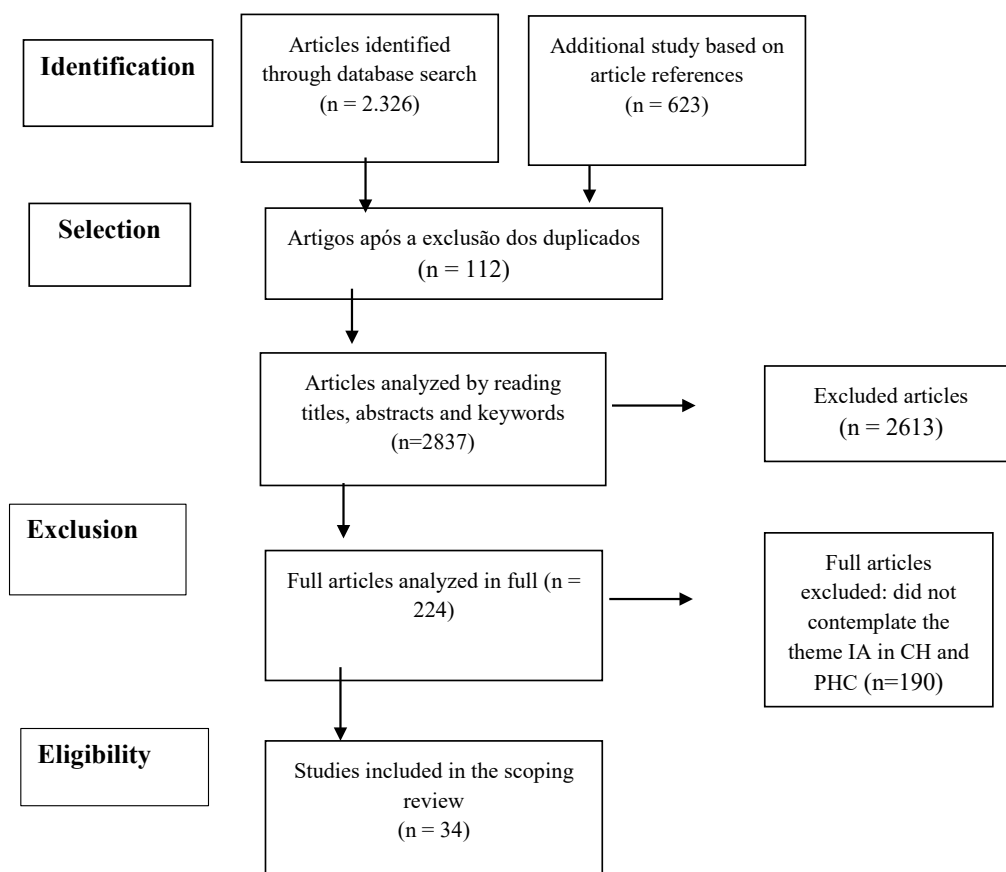 Identification
Articles identified
through database search
(n = 2.326)
Additional study based on
article references
(n = 623)
Selection
Artigos após a exclusão dos duplicados
(n = 112)
Articles analyzed by reading
titles, abstracts and keywords
(n=2837)
Excluded articles
(n = 2613)
Exclusion
Full articles analyzed in full (n =
224)
Full articles
excluded: did not
contemplate the
theme IA in CH and
PHC (n=190)
Eligibility
Studies included in the scoping
review
(n = 34)